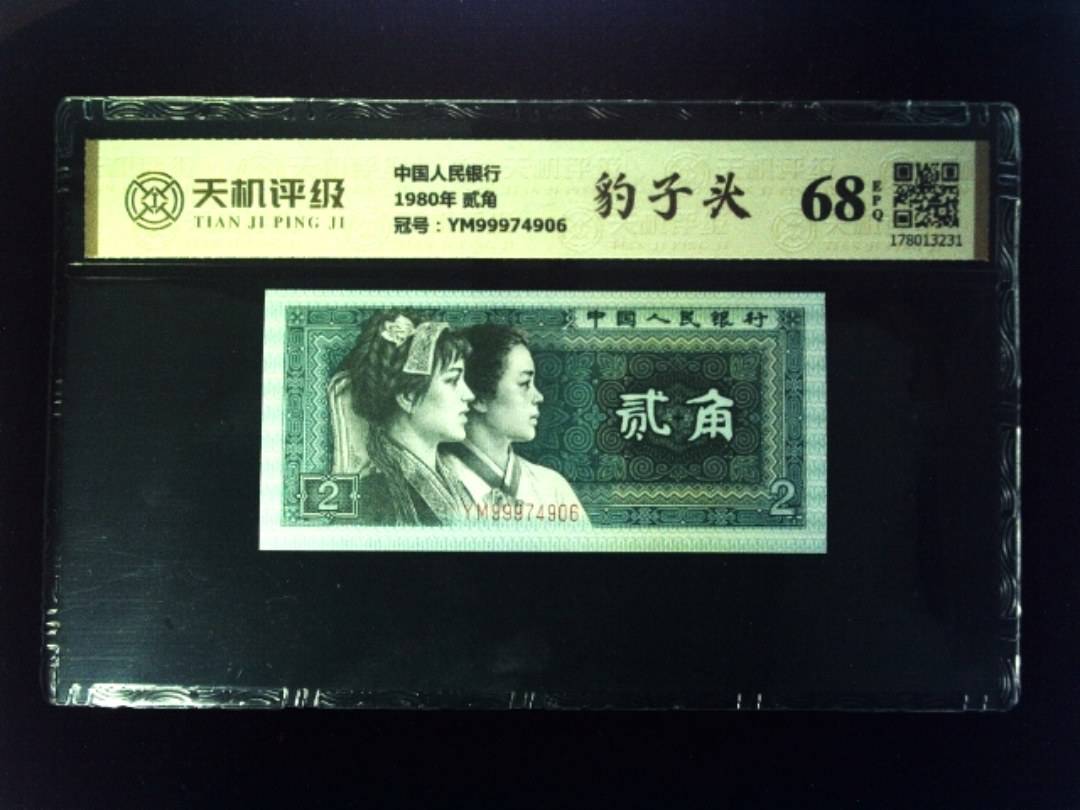 天机评级
TIAN JI PING JI
中国人民银行
1980年 贰角
冠号：YM99974906
豹子头
68
EPQ
178013231
中国人民银行
贰角
2
2
YM99974906